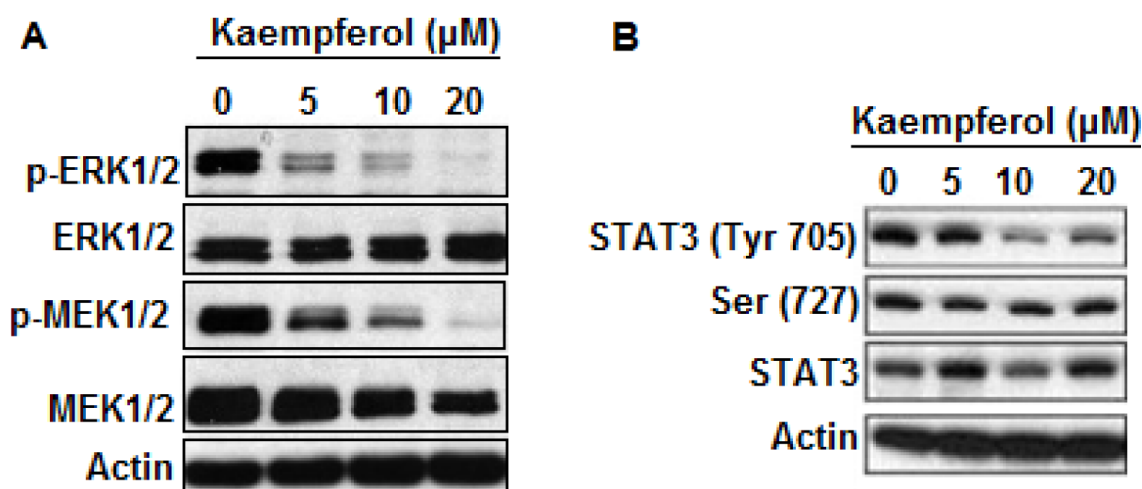 A
Kaempferol (µM)
0 5 10 20
p-ERK1/2
ERK1/2
p-MEK1/2
MEK1/2
Actin
B
Kaempferol (µM)
0 5 10 20
STAT3 (Tyr 705)
Ser (727)
STAT3
Actin